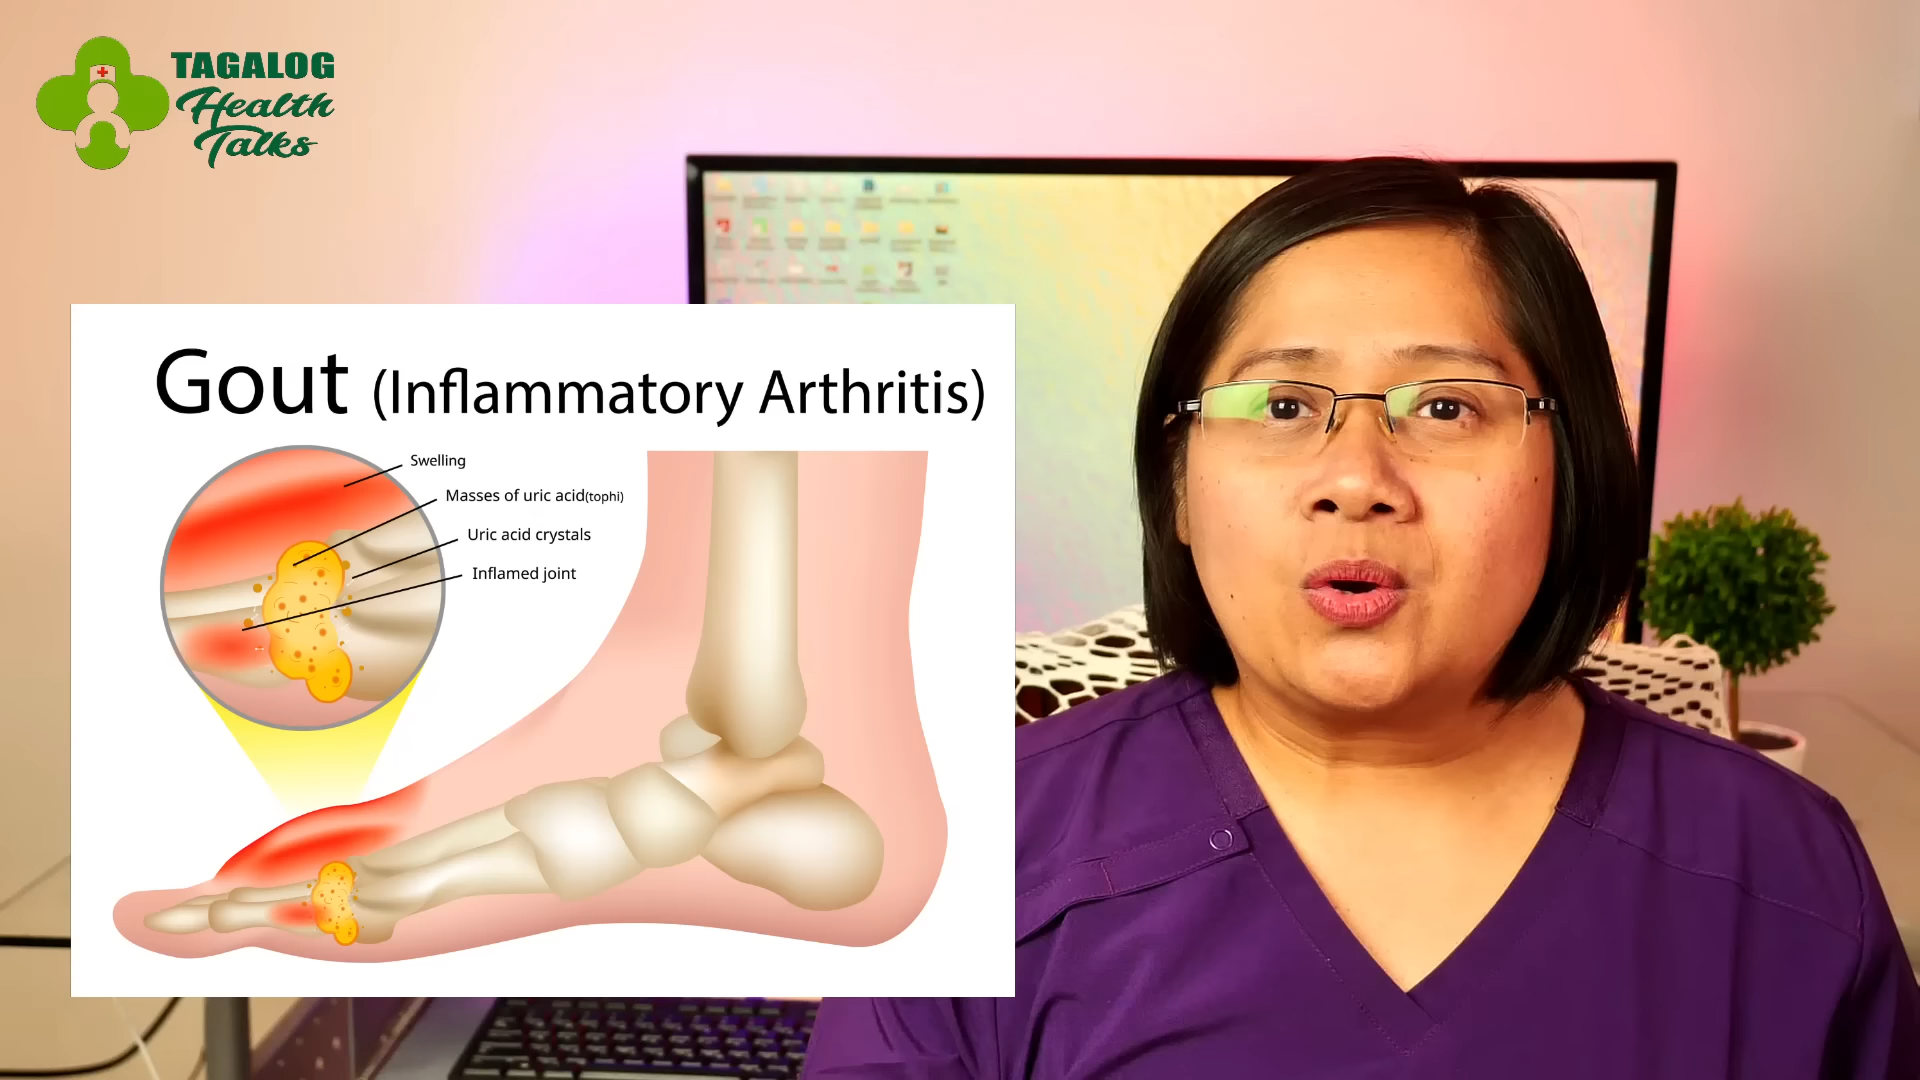 TAGALOG
Health
Talks
Gout (Inflammatory Arthritis)
Swelling
Masses of uric acid(tophi)
Uric acid crystals
Inflamed joint